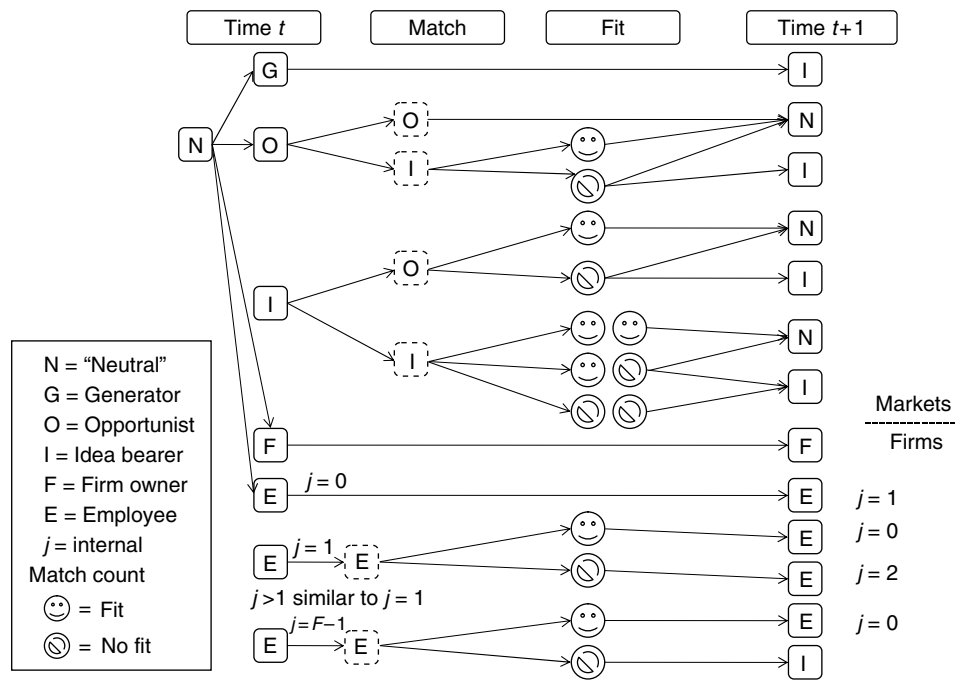 Time t Match Fit Time t+1
G I
O N
N O
I I
O N
I
I
N
I
I
Markets
Firms
F F
E j = 0 E j = 1
E j = 0
E j = 1 E
E j = 2
j >1 similar to j = 1
E j = 0
E j = F–1 E
I
N = “Neutral”
G = Generator
O = Opportunist
I = Idea bearer
F = Firm owner
E = Employee
j = internal
Match count
= Fit
= No fit